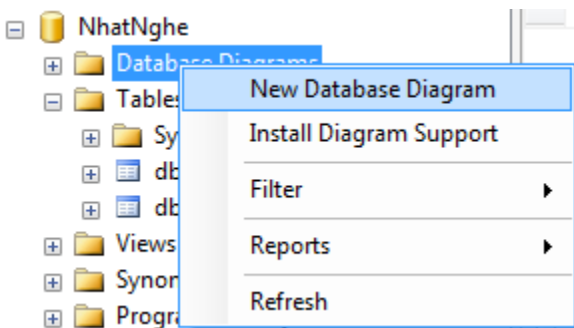 NhatNghe
Database Diagrams
New Database Diagram
Tables
Install Diagram Support
Sy
db
Filter
db
Views
Reports
Synon
Refresh
Progra